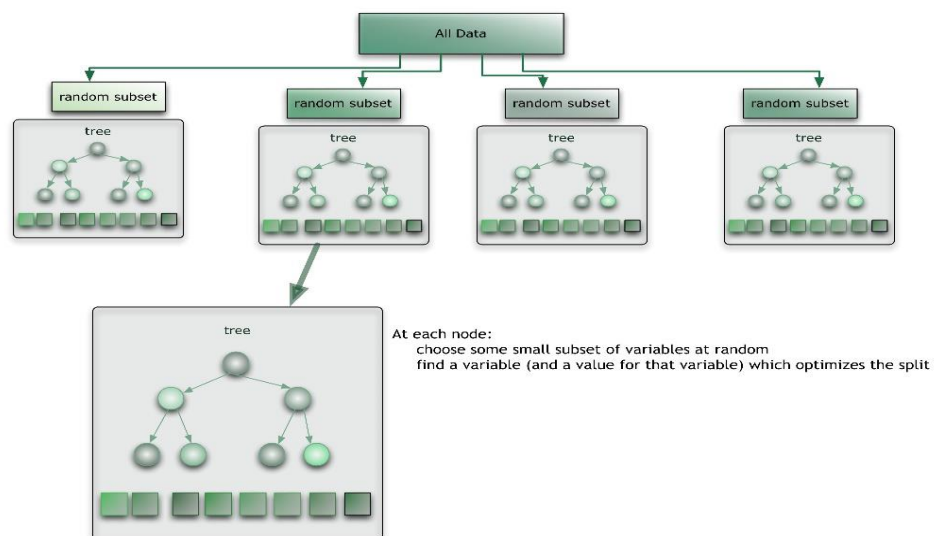 All Data
random subset
random subset
random subset
random subset
tree
tree
tree
tree
tree
At each node:
choose some small subset of variables at random
find a variable (and a value for that variable) which optimizes the split